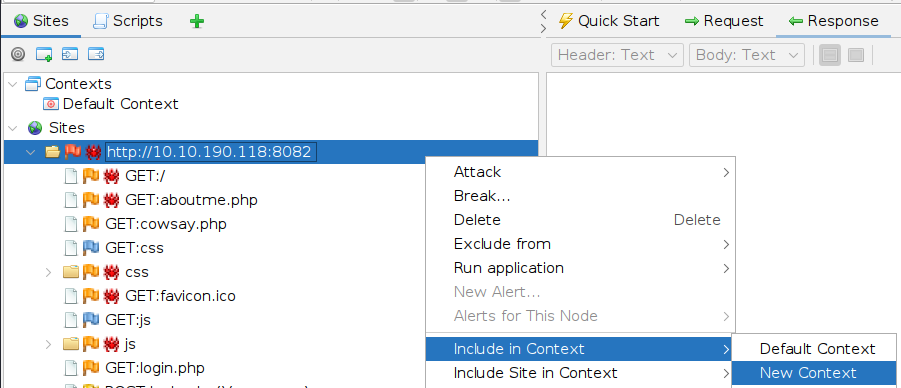 Sites Scripts
Quick Start Request Response
Header: Text Body: Text
Contexts
Default Context
Sites
http://10.10.190.118:8082
GET:/
GET:aboutme.php
GET:cowsay.php
GET:css
css
GET:favicon.ico
GET:js
js
GET:login.php
Attack
Break...
Delete Delete
Exclude from
Run application
New Alert...
Alerts for This Node
Include in Context
Include Site in Context
Default Context
New Context